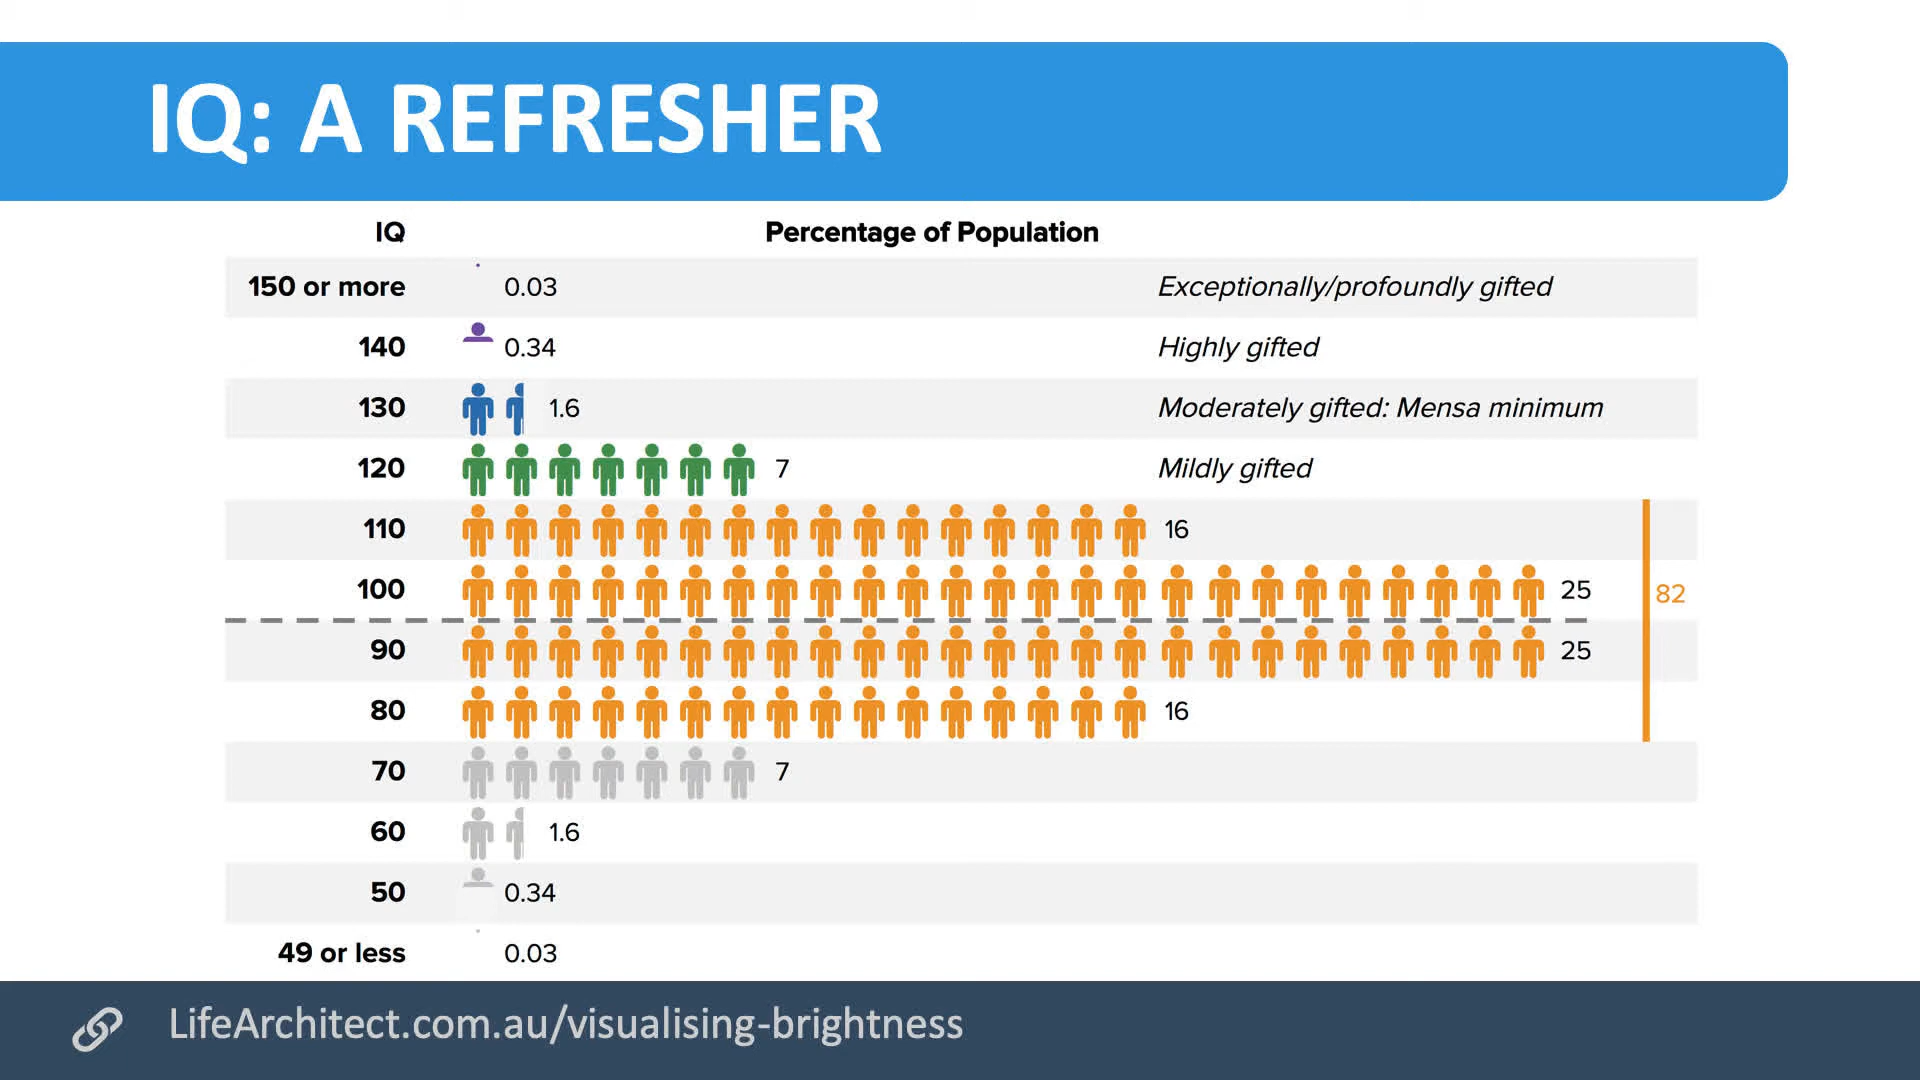 IQ: A REFRESHER
IQ Percentage of Population
150 or more 0.03 Exceptionally/profoundly gifted
140 0.34 Highly gifted
130 1.6 Moderately gifted: Mensa minimum
120 7 Mildly gifted
110 16
100 25
82
90 25
80 16
70 7
60 1.6
50 0.34
49 or less 0.03
LifeArchitect.com.au/visualising-brightness